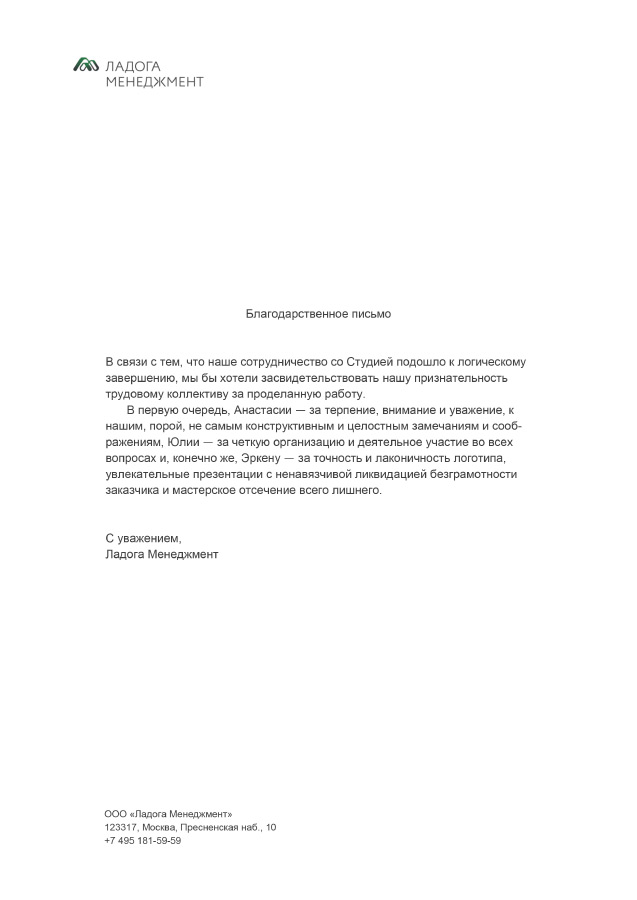 ЛАДОГА
МЕНЕДЖМЕНТ
Благодарственное письмо
В связи с тем, что наше сотрудничество со Студией подошло к логическому
завершению, мы бы хотели засвидетельствовать нашу признательность
трудовому коллективу за проделанную работу.
В первую очередь, Анастасии — за терпение, внимание и уважение, к
нашим, порой, не самым конструктивным и целостным замечаниям и сооб-
ражениям, Юлии — за четкую организацию и деятельное участие во всех
вопросах и, конечно же, Эркену — за точность и лаконичность логотипа,
увлекательные презентации с ненавязчивой ликвидацией безграмотности
заказчика и мастерское отсечение всего лишнего.
С уважением,
Ладога Менеджмент
ООО «Ладога Менеджмент»
123317, Москва, Пресненская наб., 10
+7 495 181-59-59